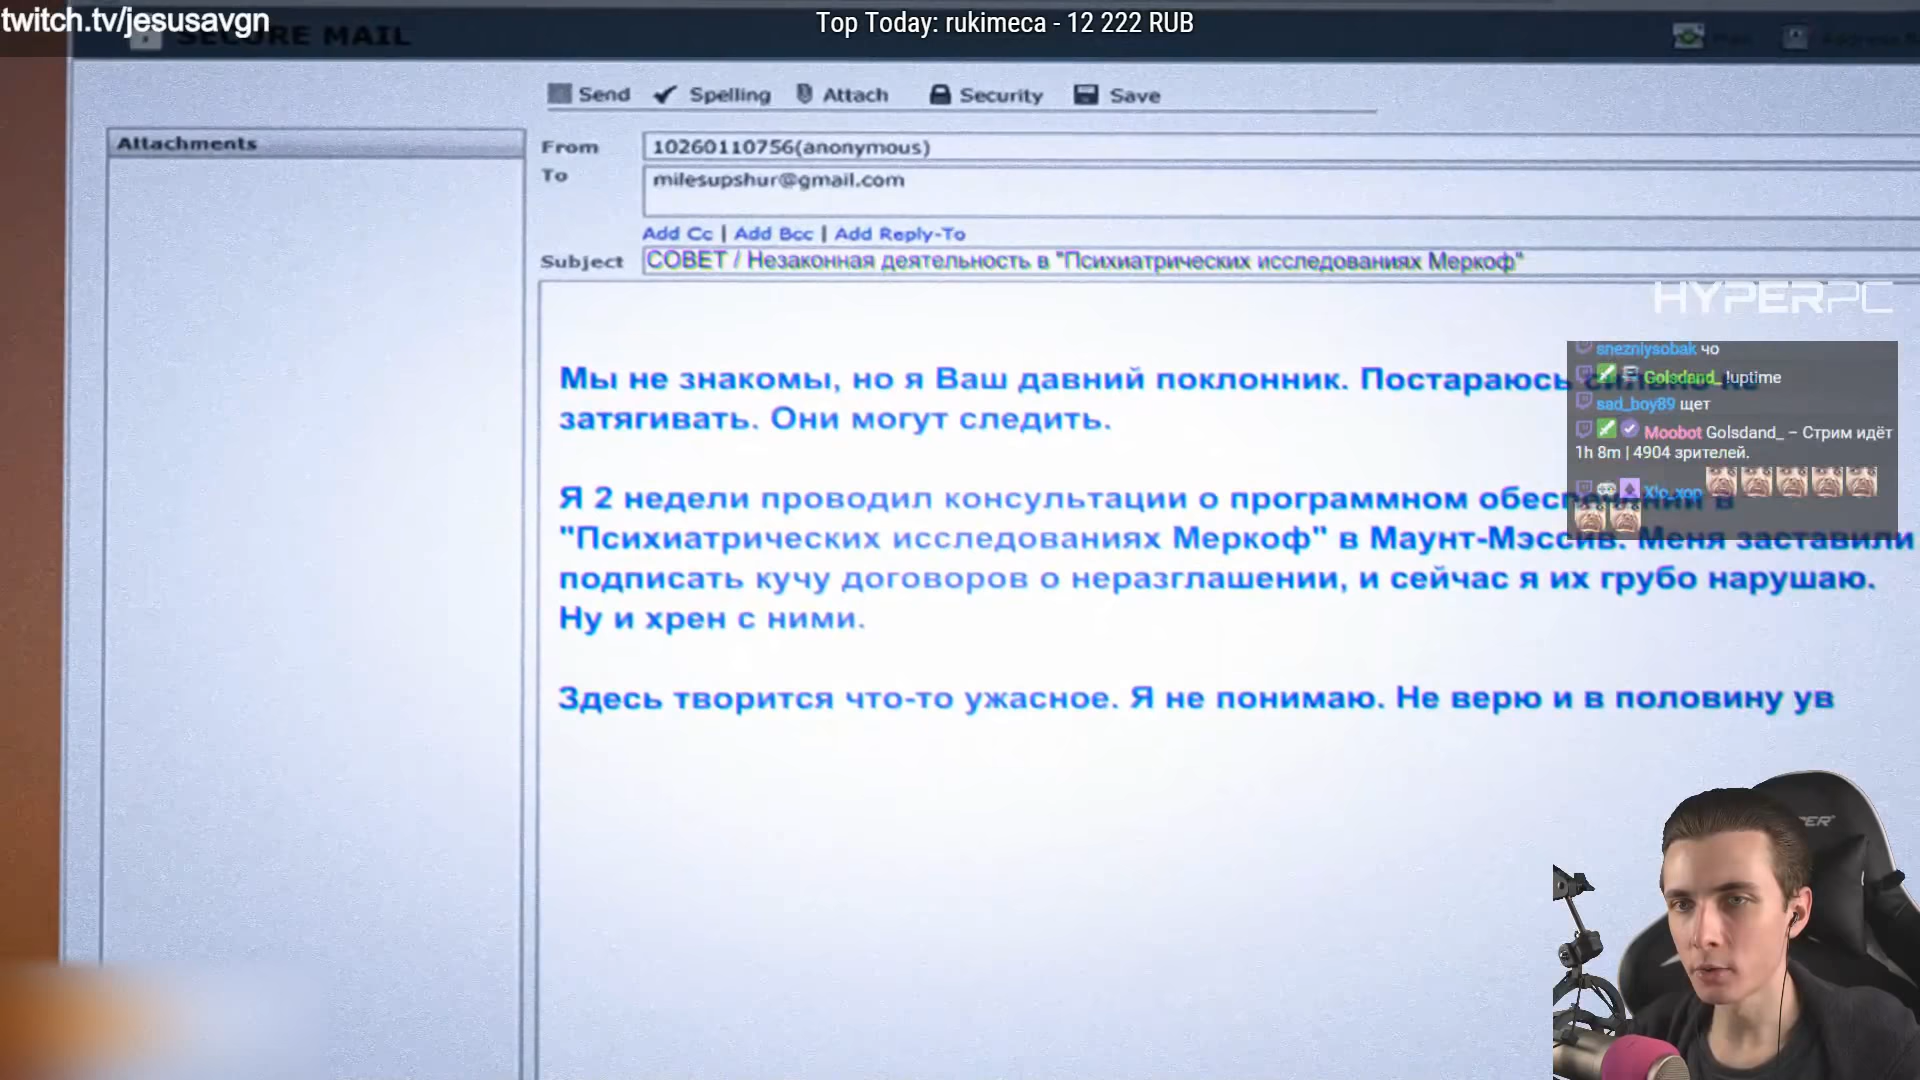 twitch.tv/jesusavgn
Top Today: rukimeca - 12 222 RUB
SECURE MAIL
Send Spelling Attach Security Save
Attachments
From 10260110756(anonymous)
To milesupshur@gmail.com
Add Cc | Add Bcc | Add Reply-To
Subject СОВЕТ / Незаконная деятельность в "Психиатрических исследованиях Меркоф"
HYPERPC
snezniysobak чо
Golsdand_ !uptime
sad_boy89 щет
Moobot Golsdand_ – Стрим идёт
1h 8m | 4904 зрителей.
Xlo_xop
Мы не знакомы, но я Ваш давний поклонник. Постараюсь
затягивать. Они могут следить.
Я 2 недели проводил консультации о программном обеспечении в
"Психиатрических исследованиях Меркоф" в Маунт-Мэссив. Меня заставили
подписать кучу договоров о неразглашении, и сейчас я их грубо нарушаю.
Ну и хрен с ними.
Здесь творится что-то ужасное. Я не понимаю. Не верю и в половину ув